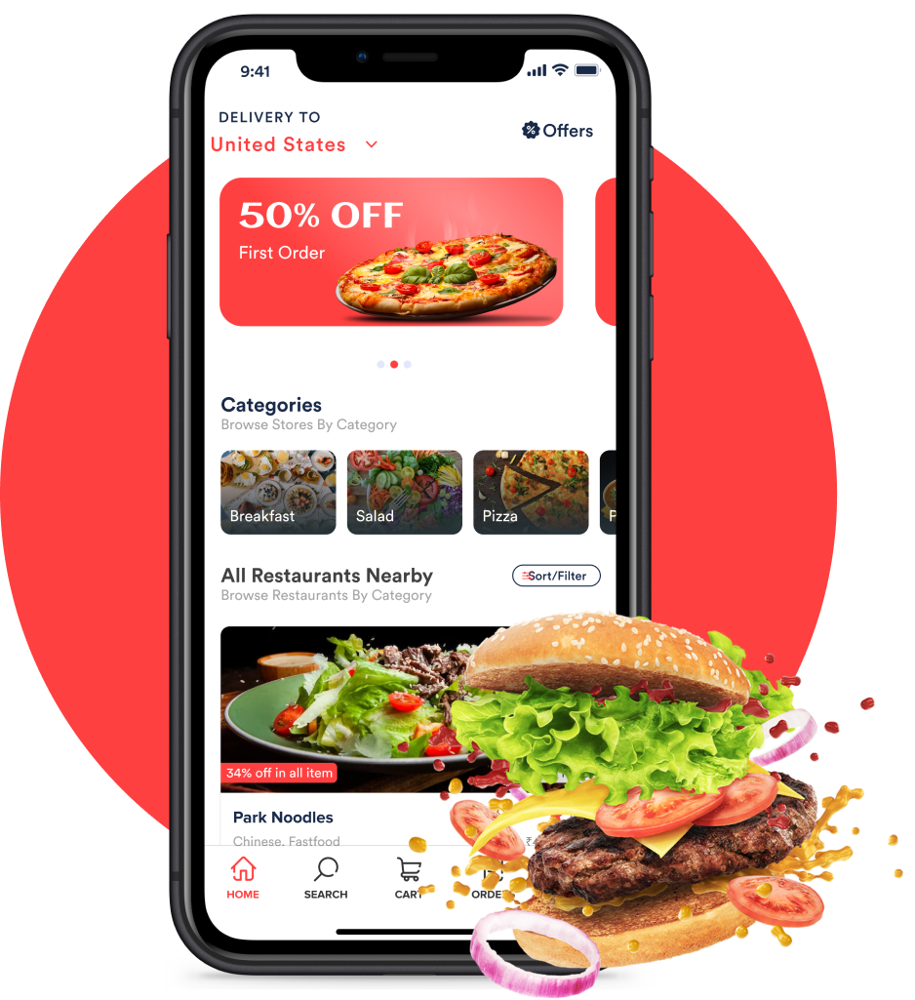 9:41
DELIVERY TO
United States
Offers
50% OFF
First Order
Categories
Browse Stores By Category
Breakfast
Salad
Pizza
All Restaurants Nearby
Sort/Filter
Browse Restaurants By Category
34% off in all item
Park Noodles
Chinese, Fastfood
HOME
SEARCH
CART